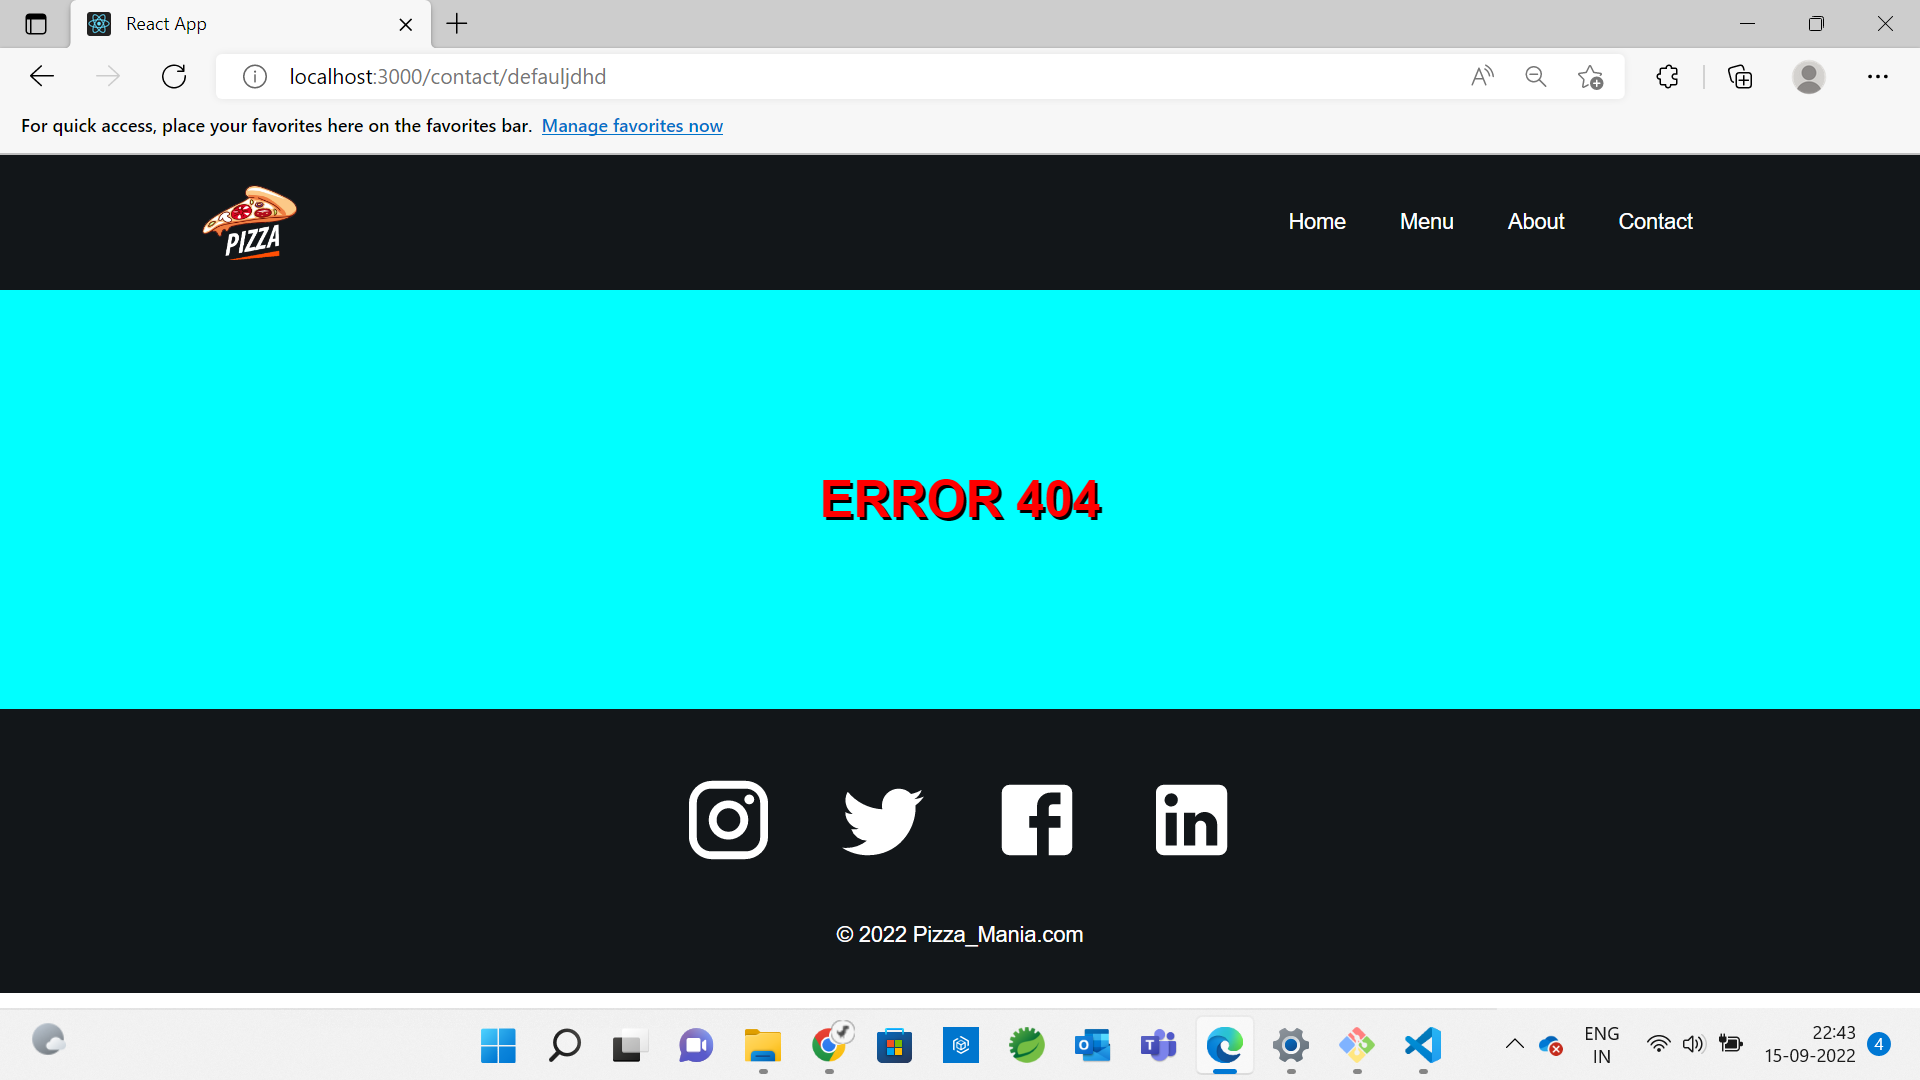 React App
localhost:3000/contact/defauljdhd
For quick access, place your favorites here on the favorites bar. Manage favorites now
PIZZA
Home Menu About Contact
ERROR 404
© 2022 Pizza_Mania.com
ENG
IN
22:43
15-09-2022
4